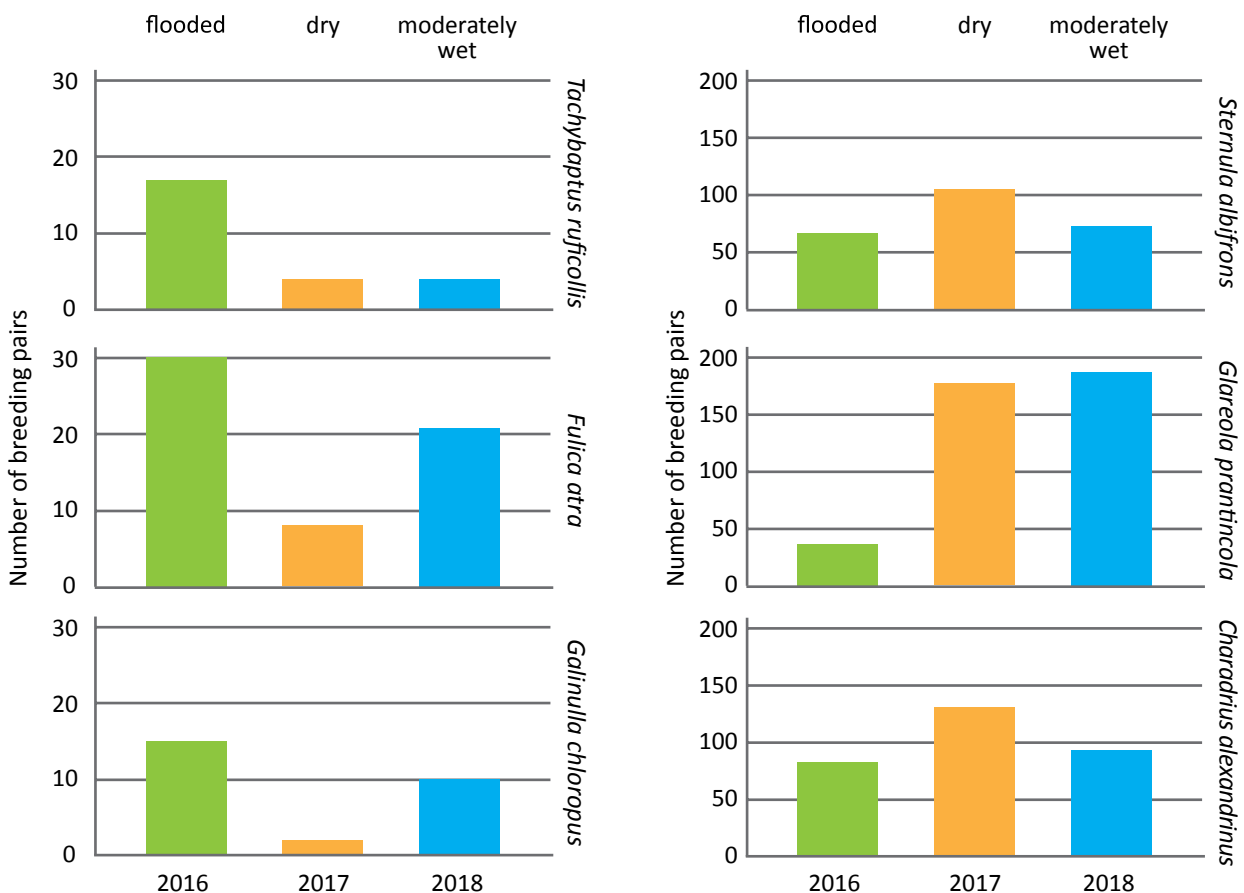 flooded dry moderately
wet
30
20
10
0
Tachybaptus ruficollis
30
20
10
0
Fulica atra
30
20
10
0
Galinulla chloropus
Number of breeding pairs
2016 2017 2018
flooded dry moderately
wet
200
150
100
50
0
Sternula albifrons
200
150
100
50
0
Glareola prantincola
200
150
100
50
0
Charadrius alexandrinus
Number of breeding pairs
2016 2017 2018